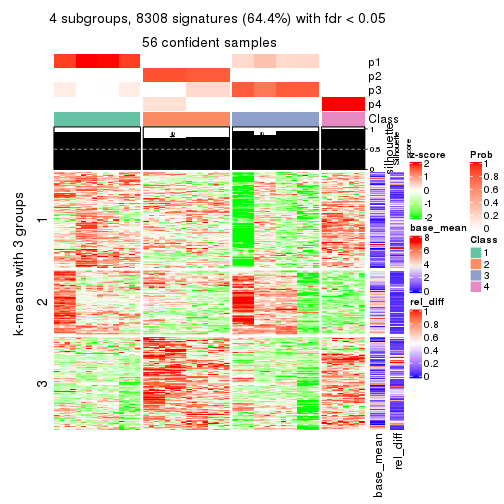 4 subgroups, 8308 signatures (64.4%) with fdr < 0.05
56 confident samples
p1
p2
p3
p4
Class
1
0.5
0
silhouette
Silhouette
score
k-means with 3 groups
1
2
3
base_mean
rel_diff
z-score
2
1
0
-1
-2
base_mean
8
6
4
2
0
rel_diff
1
0.8
0.6
0.4
0.2
0
Prob
1
0.8
0.6
0.4
0.2
0
Class
1
2
3
4